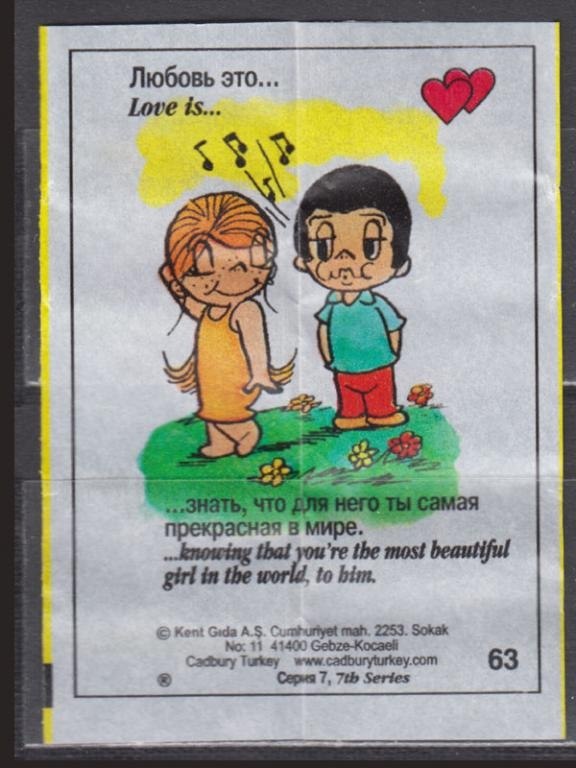 Любовь это...
Love is...
...знать, что для него ты самая
прекрасная в мире.
...knowing that you're the most beautiful
girl in the world, to him.
© Kent Gıda A.Ş. Cumhuriyet mah. 2253. Sokak
No: 11 41400 Gebze-Kocaeli
Cadbury Turkey www.cadburyturkey.com
63
® Серия 7, 7th Series